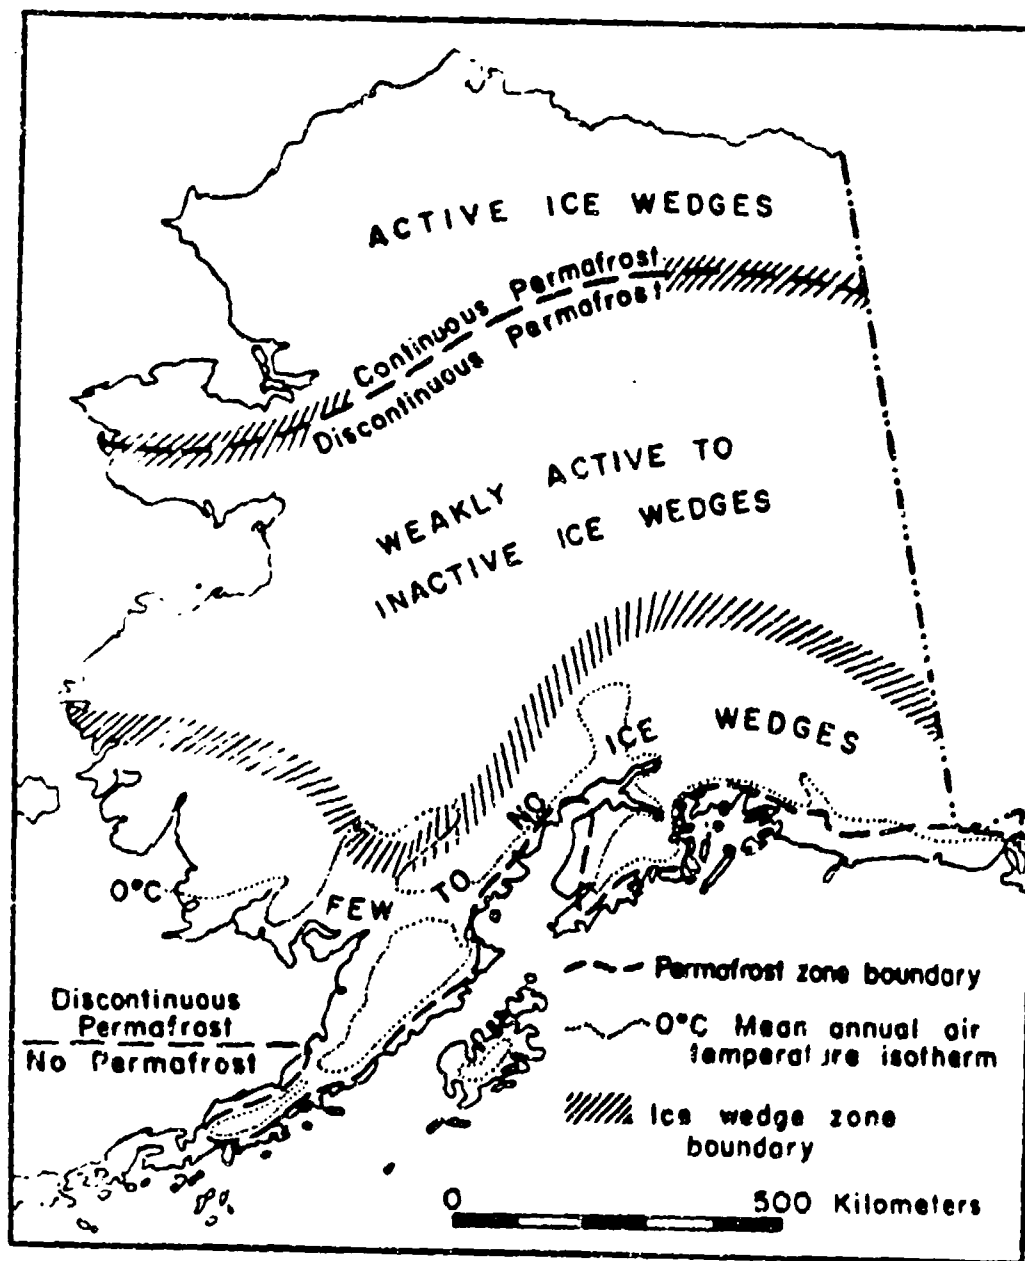 ACTIVE ICE WEDGES
Continuous Permafrost
Discontinuous Permafrost
WEAKLY ACTIVE TO
INACTIVE ICE WEDGES
FEW TO NO ICE WEDGES
0°C
Discontinuous
Permafrost
No Permafrost
Permafrost zone boundary
0°C Mean annual air
temperature isotherm
Ice wedge zone
boundary
0 500 Kilometers